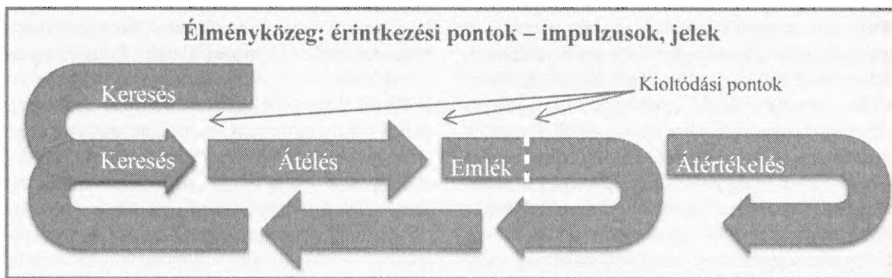 Élményközeg: érintkezési pontok – impulzusok, jelek
Keresés
Kioltódási pontok
Keresés
Átélés
Emlék
Átértékelés